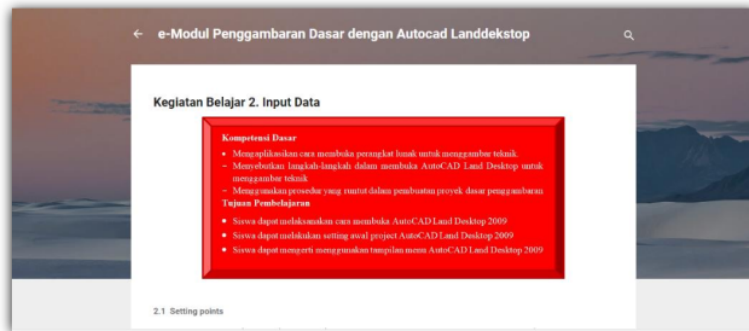 ← e-Modul Penggambaran Dasar dengan Autocad Landdekstop
Kegiatan Belajar 2. Input Data
Kompetensi Dasar
• Mengaplikasikan cara membuka perangkat lunak untuk menggambar teknik.
− Menyebutkan langkah-langkah dalam membuka AutoCAD Land Desktop untuk
menggambar teknik
− Menggunakan prosedur yang runtut dalam pembuatan proyek dasar penggambaran
Tujuan Pembelajaran
• Siswa dapat melaksanakan cara membuka AutoCAD Land Desktop 2009
• Siswa dapat melakukan setting awal project AutoCAD Land Desktop 2009
• Siswa dapat mengerti menggunakan tampilan menu AutoCAD Land Desktop 2009
2.1 Setting points